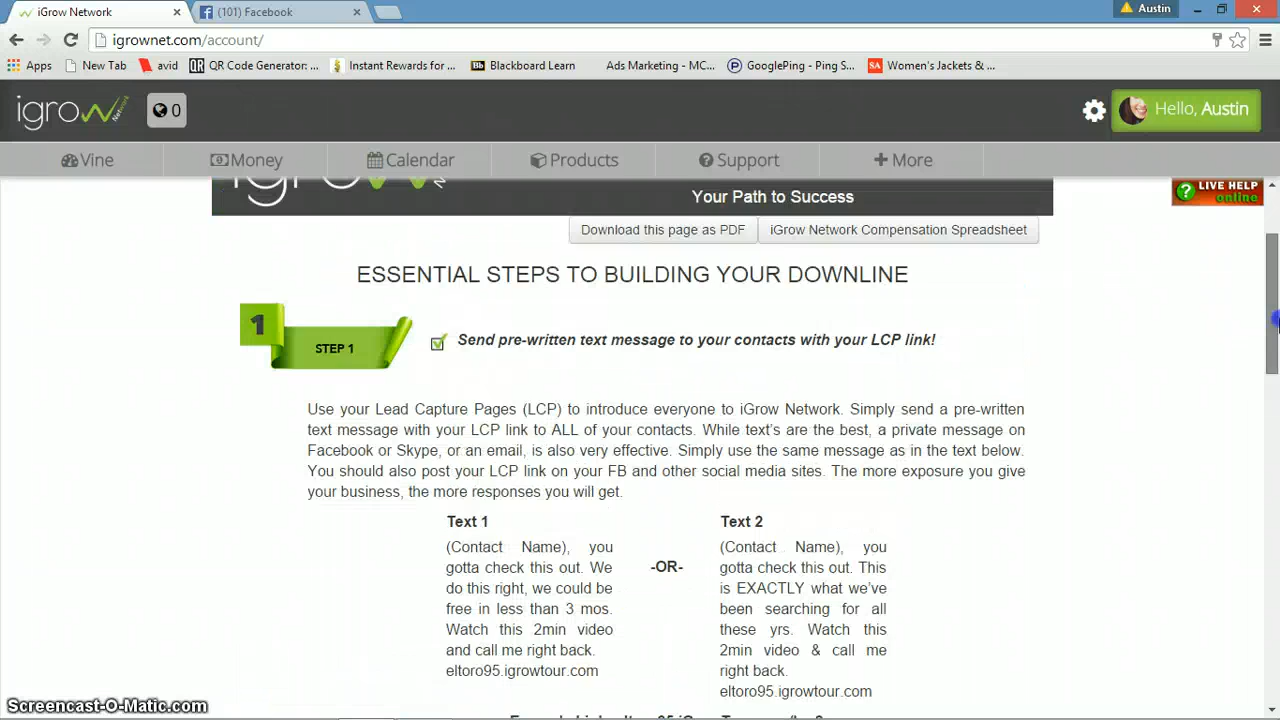 iGrow Network
(101) Facebook
Austin
igrownet.com/account/
Apps
New Tab
avid
QR Code Generator: ...
Instant Rewards for ...
Bb Blackboard Learn
Ads Marketing – MC...
GooglePing - Ping S...
SA Women's Jackets & ...
igrow Network
0
Hello, Austin
Vine
Money
Calendar
Products
Support
More
Your Path to Success
LIVE HELP
online
Download this page as PDF
iGrow Network Compensation Spreadsheet
ESSENTIAL STEPS TO BUILDING YOUR DOWNLINE
1
STEP 1
Send pre-written text message to your contacts with your LCP link!
Use your Lead Capture Pages (LCP) to introduce everyone to iGrow Network. Simply send a pre-written
text message with your LCP link to ALL of your contacts. While text's are the best, a private message on
Facebook or Skype, or an email, is also very effective. Simply use the same message as in the text below.
You should also post your LCP link on your FB and other social media sites. The more exposure you give
your business, the more responses you will get.
Text 1
(Contact Name), you
gotta check this out. We
do this right, we could be
free in less than 3 mos.
Watch this 2min video
and call me right back.
eltoro95.igrowtour.com
-OR-
Text 2
(Contact Name), you
gotta check this out. This
is EXACTLY what we've
been searching for all
these yrs. Watch this
2min video & call me
right back.
eltoro95.igrowtour.com
Screencast-O-Matic.com